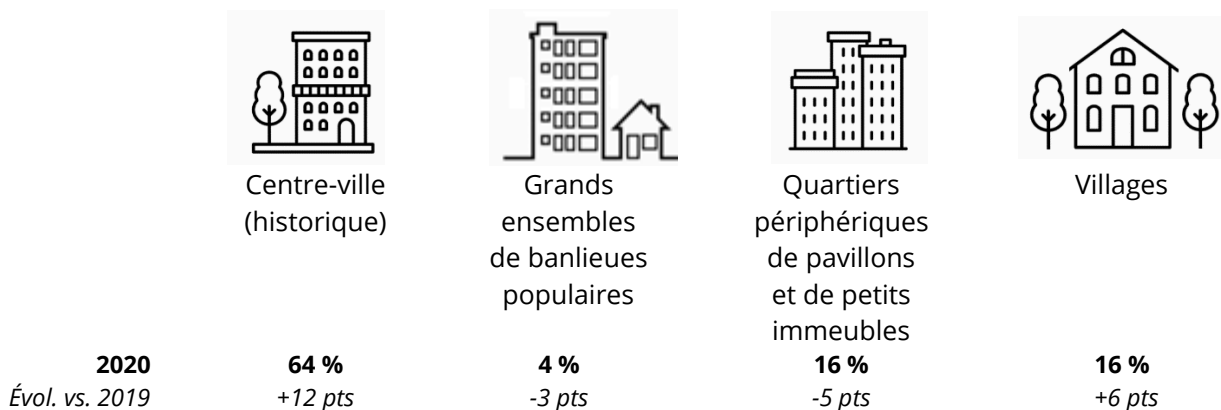 Centre-ville
(historique)
Grands
ensembles
de banlieues
populaires
Quartiers
périphériques
de pavillons
et de petits
immeubles
Villages
2020 64 % 4 % 16 % 16 %
Évol. vs. 2019 +12 pts -3 pts -5 pts +6 pts